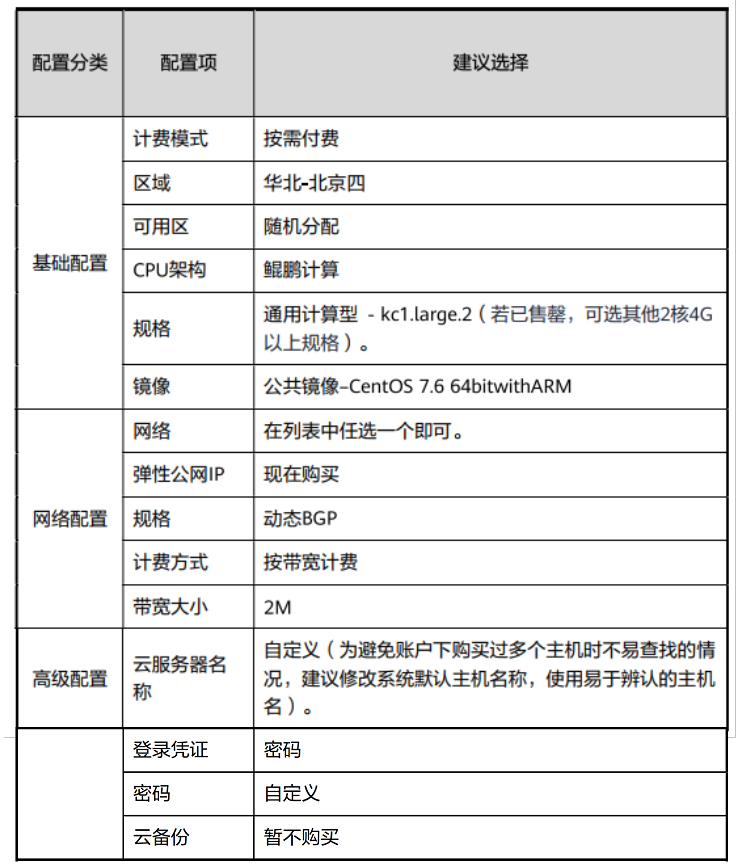 配置分类 配置项 建议选择
基础配置
计费模式 按需付费
区域 华北-北京四
可用区 随机分配
CPU架构 鲲鹏计算
规格
通用计算型 - kc1.large.2（若已售罄，可选其他2核4G
以上规格）。
镜像 公共镜像–CentOS 7.6 64bitwithARM
网络配置
网络 在列表中任选一个即可。
弹性公网IP 现在购买
规格 动态BGP
计费方式 按带宽计费
带宽大小 2M
高级配置
云服务器名
称
自定义（为避免账户下购买过多个主机时不易查找的情
况，建议修改系统默认主机名称，使用易于辨认的主机
名）。
登录凭证 密码
密码 自定义
云备份 暂不购买